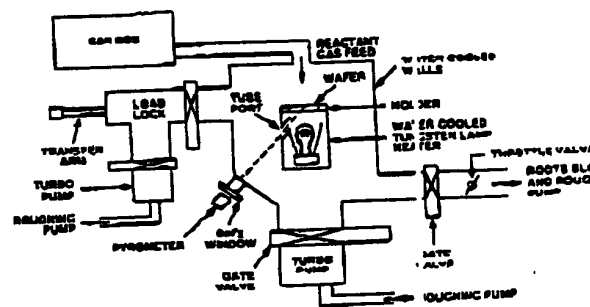 GAS BOX
REACTANT
GAS FEED
WATER COOLED
WALLS
WAFER
TUBE
PORT
HOLDER
LOAD
LOCK
WATER COOLED
TUNGSTEN LAMP
HEATER
TRANSFER
ARM
THROTTLE VALVE
ROOTS
AND
PUMP
TURBO
PUMP
ROUGHING
PUMP
PYROMETER
WINDOW
GATE
VALVE
TURBO
PUMP
GATE
VALVE
ROUGHING PUMP